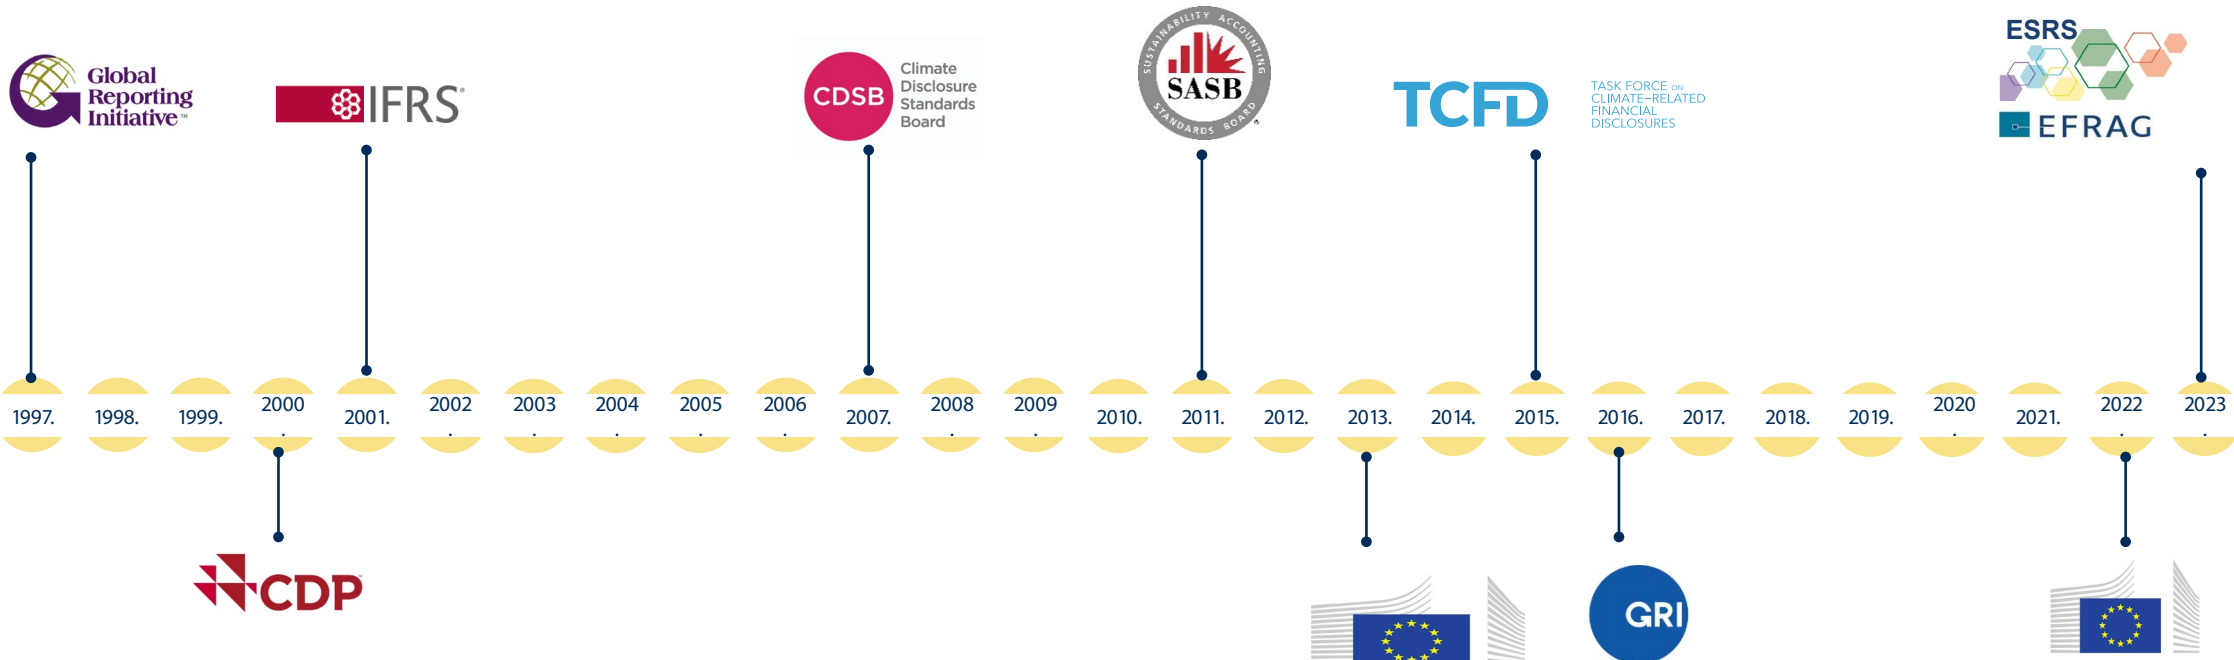 Global
Reporting
Initiative™
IFRS®
CDSB
Climate
Disclosure
Standards
Board
SUSTAINABILITY ACCOUNTING
SASB
STANDARDS BOARD
®
TCFD
TASK FORCE ON
CLIMATE-RELATED
FINANCIAL
DISCLOSURES
ESRS
EFRAG
1997.
1998.
1999.
2000
.
2001.
2002
.
2003
.
2004
.
2005
.
2006
.
2007.
2008
.
2009
.
2010.
2011.
2012.
2013.
2014.
2015.
2016.
2017.
2018.
2019.
2020
.
2021.
2022
.
2023
.
CDP
GRI